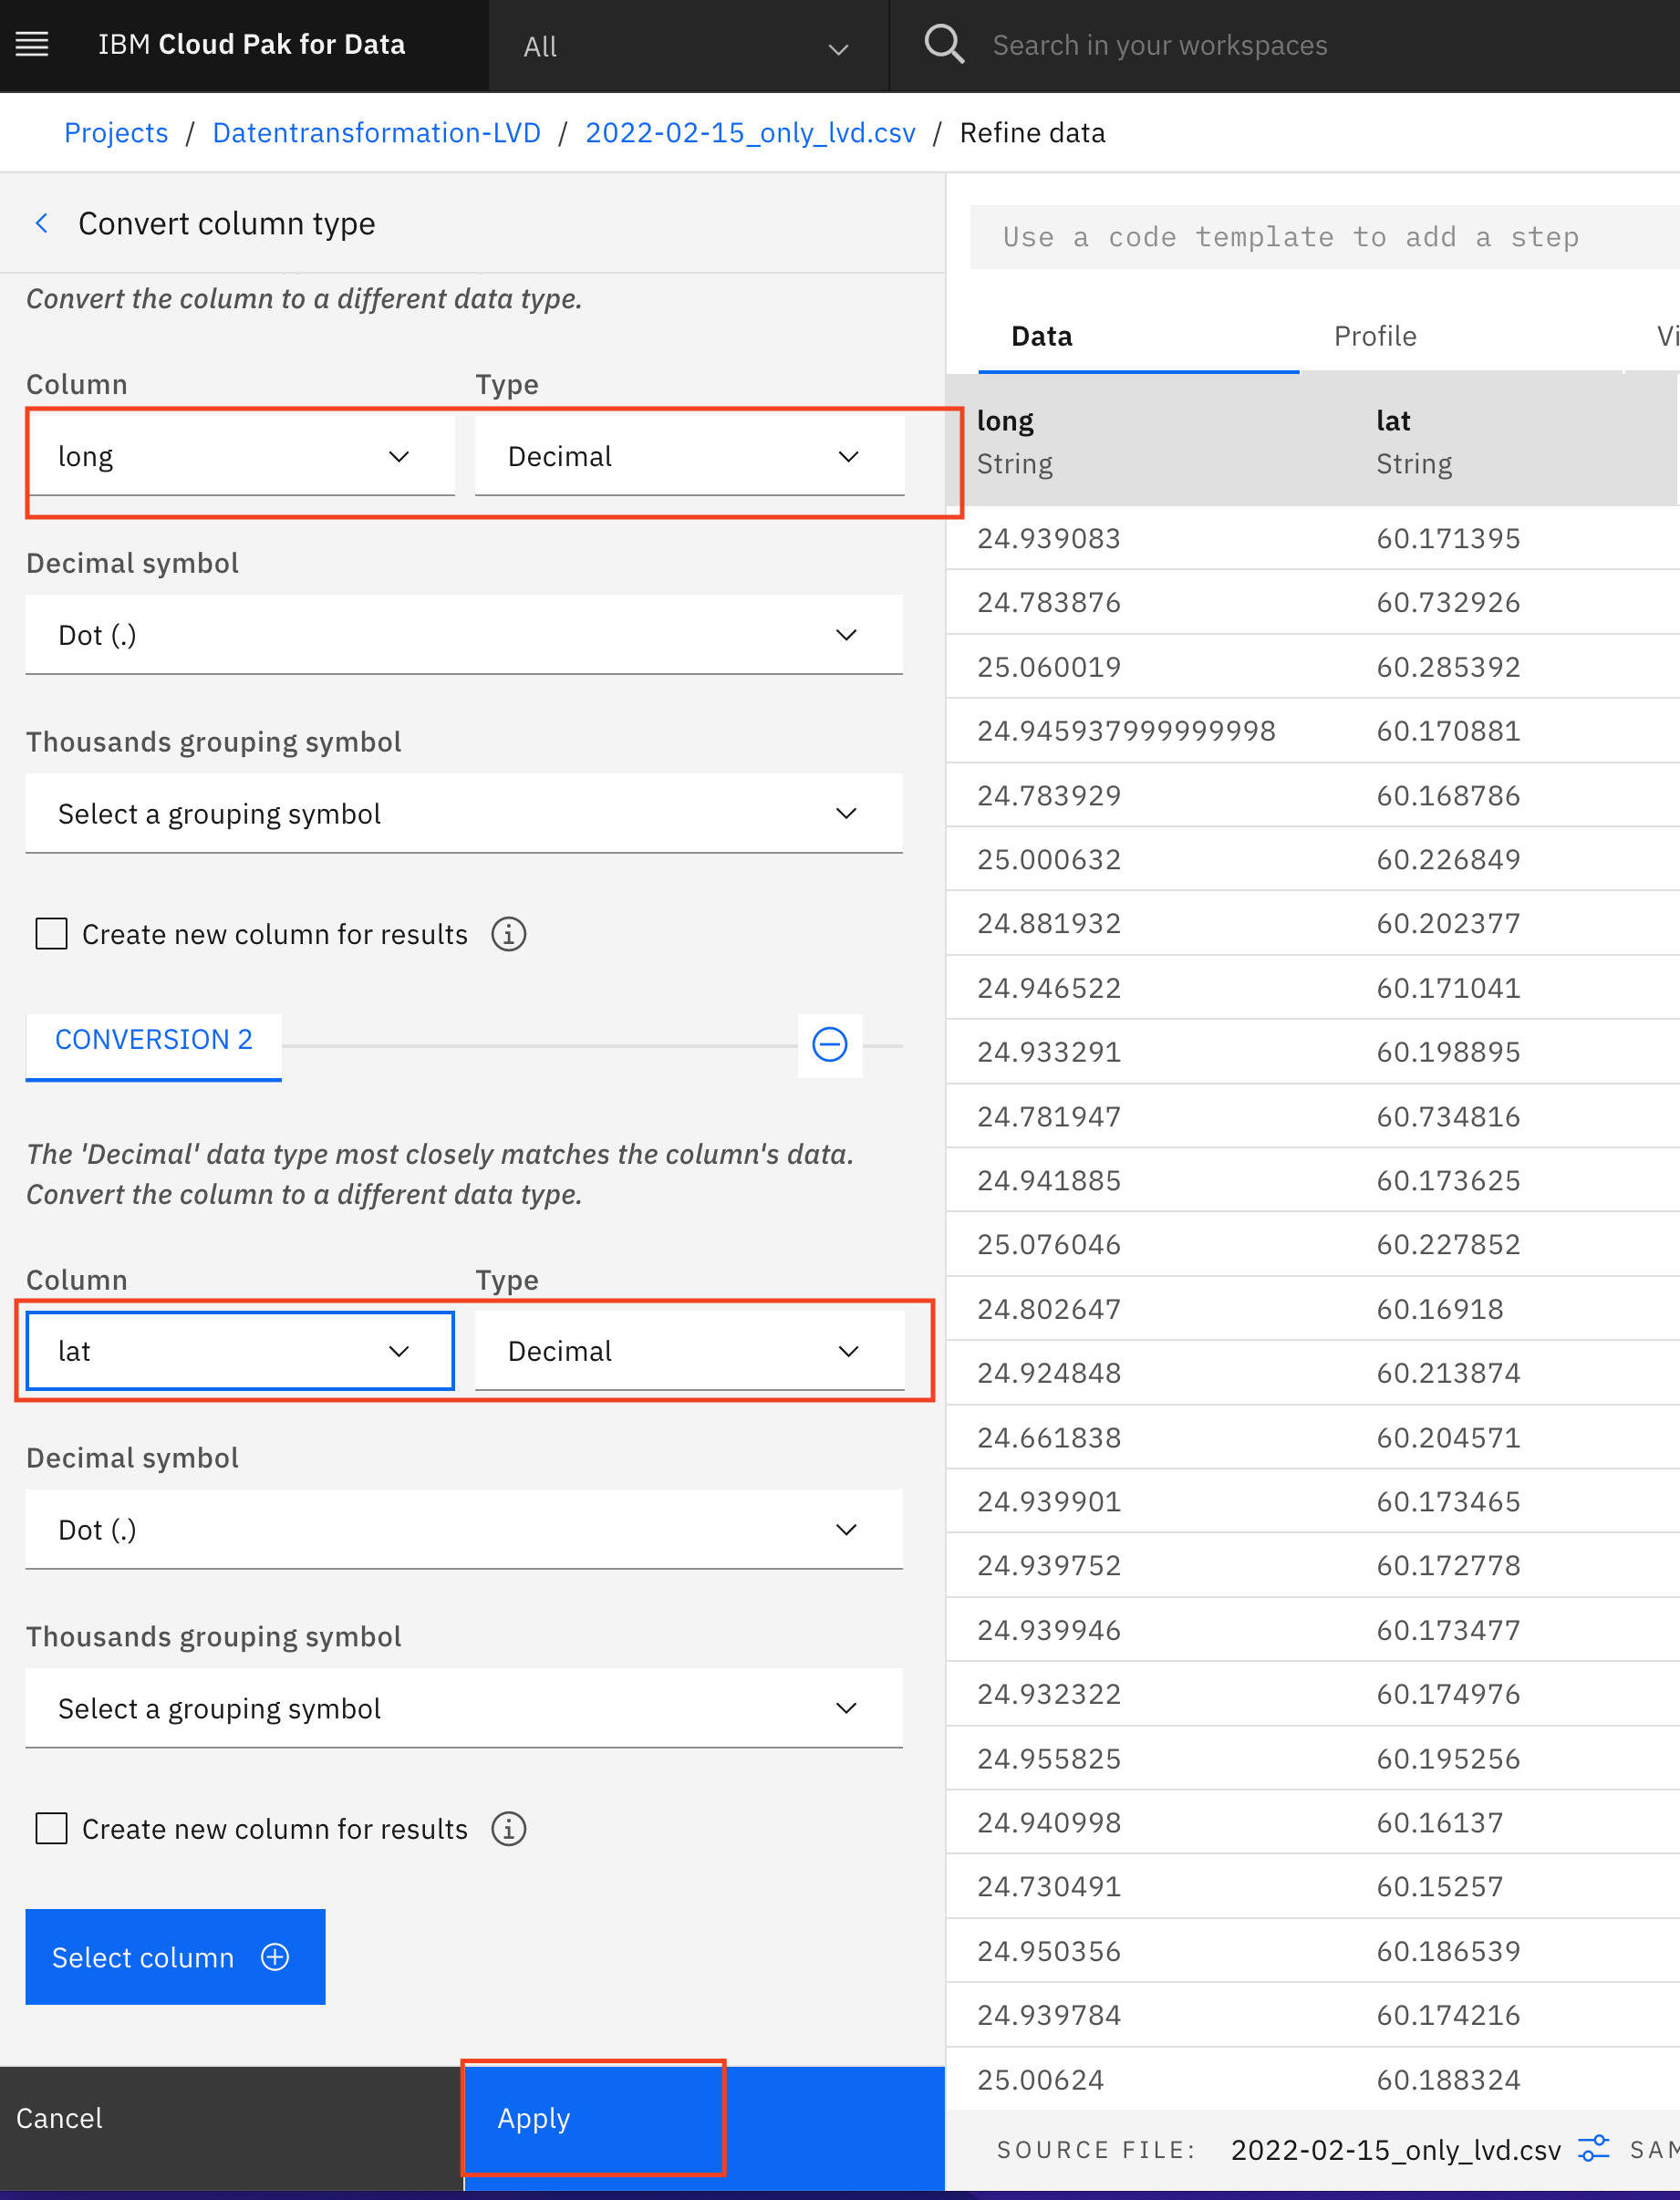 IBM Cloud Pak for Data
All
Search in your workspaces
Projects / Datentransformation-LVD / 2022-02-15_only_lvd.csv / Refine data
Convert column type
Convert the column to a different data type.
Column Type
long Decimal
Decimal symbol
Dot (.)
Thousands grouping symbol
Select a grouping symbol
Create new column for results
CONVERSION 2
The 'Decimal' data type most closely matches the column's data.
Convert the column to a different data type.
Column Type
lat Decimal
Decimal symbol
Dot (.)
Thousands grouping symbol
Select a grouping symbol
Create new column for results
Select column
Cancel
Apply
Use a code template to add a step
Data Profile
long lat
String String
24.939083 60.171395
24.783876 60.732926
25.060019 60.285392
24.945937999999998 60.170881
24.783929 60.168786
25.000632 60.226849
24.881932 60.202377
24.946522 60.171041
24.933291 60.198895
24.781947 60.734816
24.941885 60.173625
25.076046 60.227852
24.802647 60.16918
24.924848 60.213874
24.661838 60.204571
24.939901 60.173465
24.939752 60.172778
24.939946 60.173477
24.932322 60.174976
24.955825 60.195256
24.940998 60.16137
24.730491 60.15257
24.950356 60.186539
24.939784 60.174216
25.00624 60.188324
SOURCE FILE: 2022-02-15_only_lvd.csv